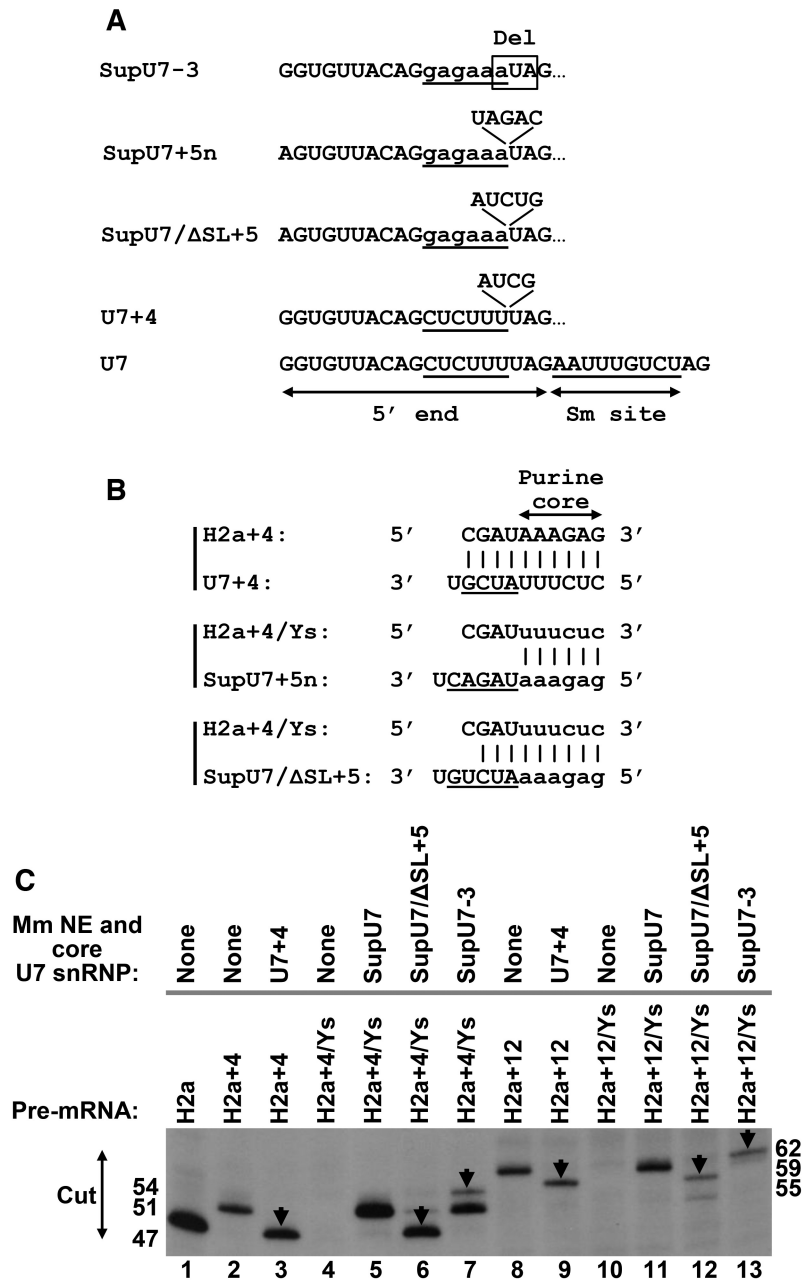 A
Del
SupU7-3 GGUGUUACAGgagaaaUAG...
UAGAC
SupU7+5n AGUGUUACAGgagaaaUAG...
AUCUG
SupU7/ΔSL+5 AGUGUUACAGgagaaaUAG...
AUCG
U7+4 GGUGUUACAGCUCUUUUAG...
U7 GGUGUUACAGCUCUUUUAGAAUUUGUCUAG
5′ end Sm site
B
Purine
core
H2a+4: 5′ CGAUAAAGAG 3′
U7+4: 3′ UGCUAUUUCUC 5′
H2a+4/Ys: 5′ CGAUuuucuc 3′
SupU7+5n: 3′ UCAGAUaaagag 5′
H2a+4/Ys: 5′ CGAUuuucuc 3′
SupU7/ΔSL+5: 3′ UGUCUAaaagag 5′
C
Mm NE and
core
U7 snRNP:
None None U7+4 None SupU7 SupU7/ΔSL+5 SupU7-3 None U7+4 None SupU7 SupU7/ΔSL+5 SupU7-3
Pre-mRNA: H2a H2a+4 H2a+4 H2a+4/Ys H2a+4/Ys H2a+4/Ys H2a+4/Ys H2a+12 H2a+12 H2a+12/Ys H2a+12/Ys H2a+12/Ys H2a+12/Ys
Cut
54
51
47
62
59
55
1 2 3 4 5 6 7 8 9 10 11 12 13